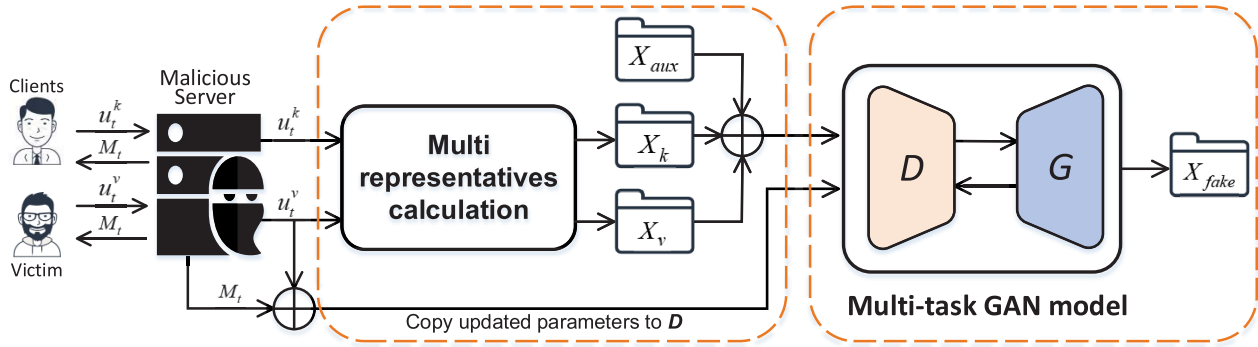 Clients
u_t^k
M_t
u_t^v
M_t
Victim
Malicious
Server
u_t^k
u_t^v
M_t
Multi
representatives
calculation
X_aux
X_k
X_v
Copy updated parameters to D
D
G
X_fake
Multi-task GAN model